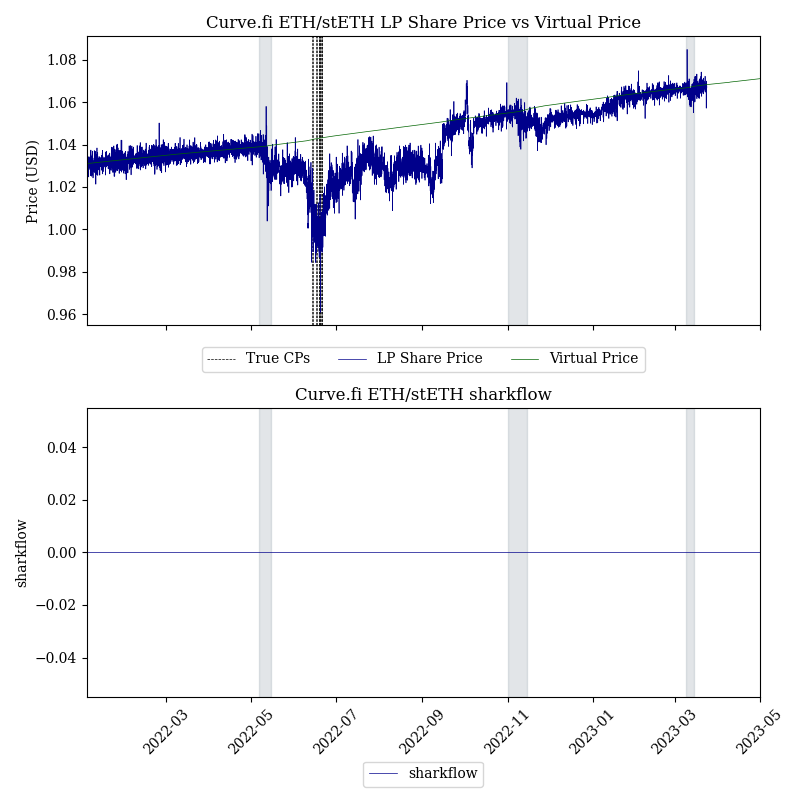 Curve.fi ETH/stETH LP Share Price vs Virtual Price
1.08
1.06
1.04
1.02
1.00
0.98
0.96
Price (USD)
True CPs LP Share Price Virtual Price
Curve.fi ETH/stETH sharkflow
0.04
0.02
0.00
−0.02
−0.04
sharkflow
2022-03 2022-05 2022-07 2022-09 2022-11 2023-01 2023-03 2023-05
sharkflow